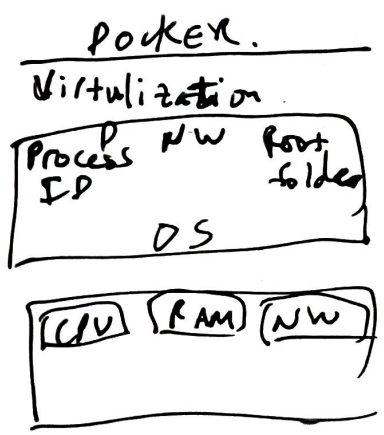 Docker.
Virtulization
Process ID
NW
Root folder
OS
CPU RAM NW